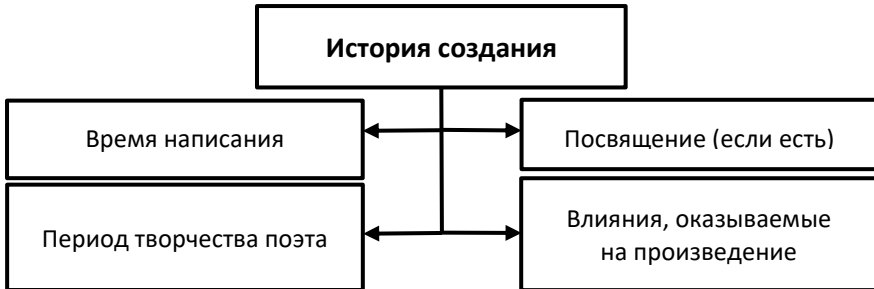 История создания
Время написания
Посвящение (если есть)
Период творчества поэта
Влияния, оказываемые
на произведение